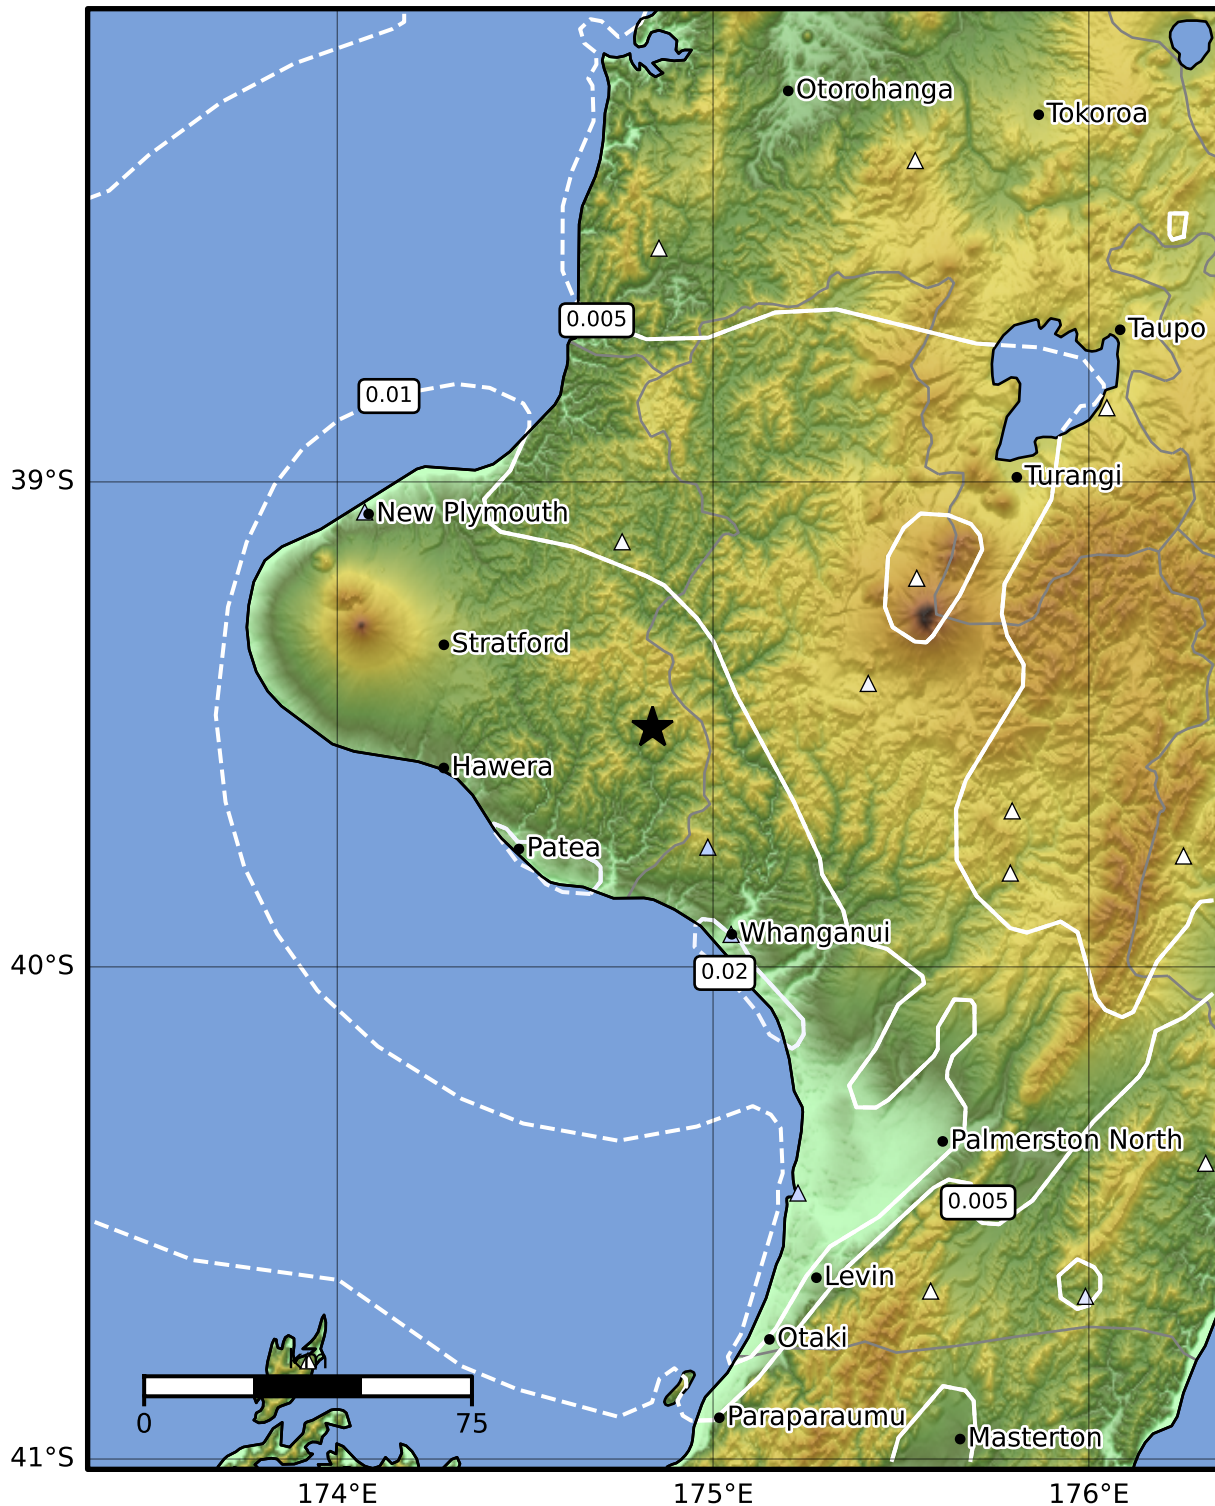 Otorohanga
Tokoroa
0.005
Taupo
0.01
39°S
Turangi
New Plymouth
Stratford
Hawera
Patea
Whanganui
40°S
0.02
Palmerston North
0.005
Levin
Otaki
0
75
Paraparaumu
Masterton
41°S
174°E
175°E
176°E